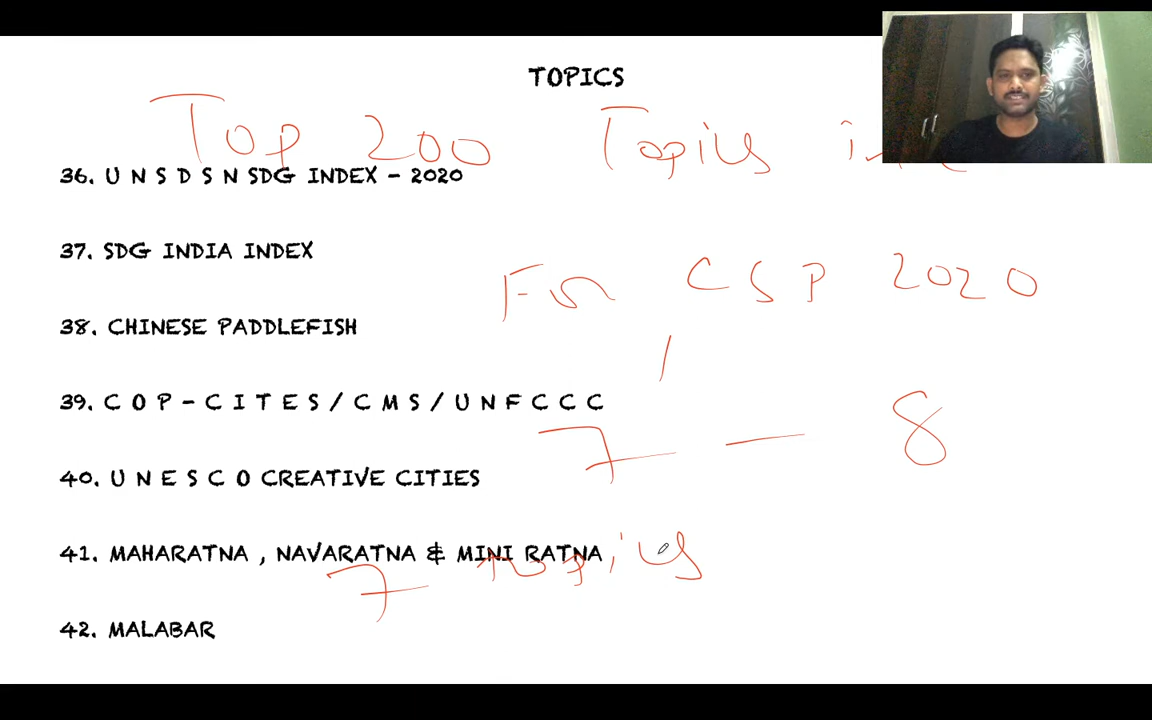 TOPICS
Top 200 Topics
36. U N S D S N SDG INDEX - 2020
37. SDG INDIA INDEX
For CSP 2020
38. CHINESE PADDLEFISH
39. C O P - C I T E S / C M S / U N F C C C
7 — 8
40. U N E S C O CREATIVE CITIES
41. MAHARATNA , NAVARATNA & MINI RATNA
7 topics
42. MALABAR